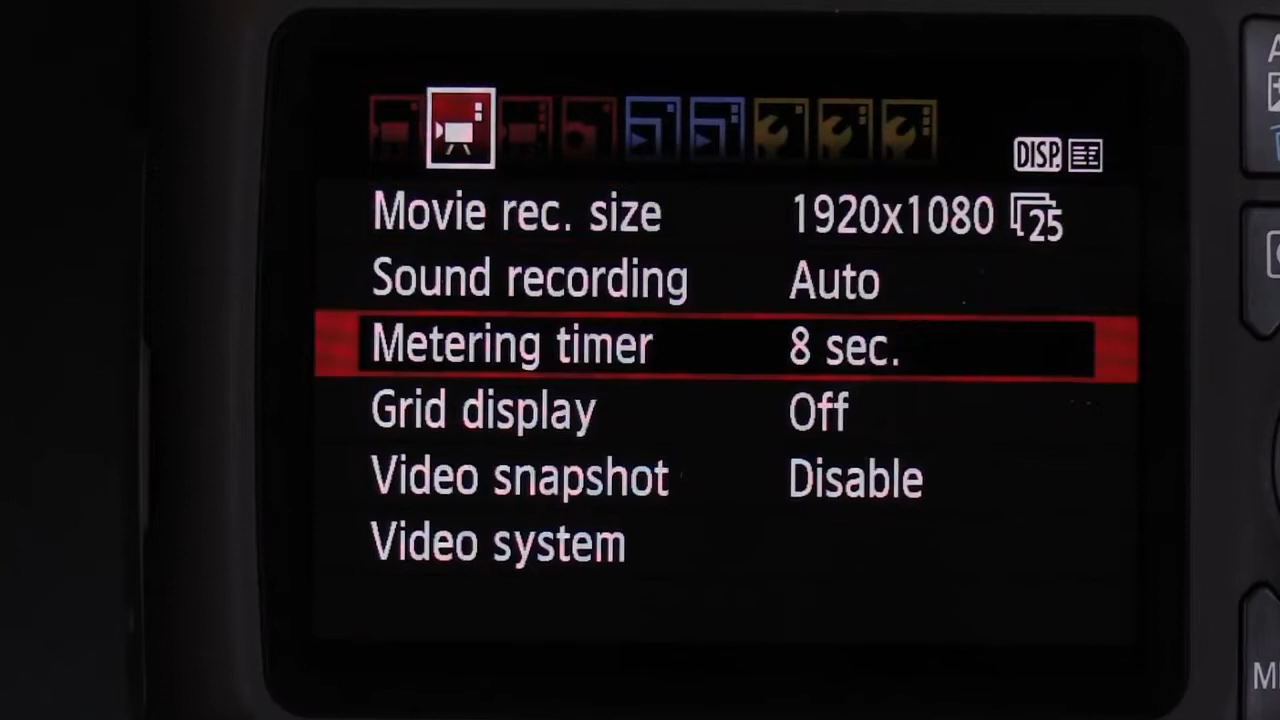 DISP.
Movie rec. size 1920x1080 25
Sound recording Auto
Metering timer 8 sec.
Grid display Off
Video snapshot Disable
Video system